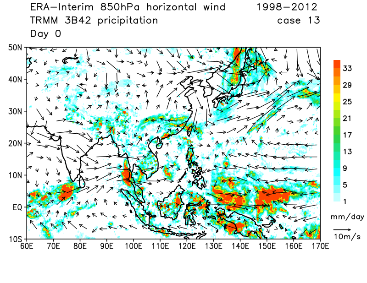 ERA-Interim 850hPa horizontal wind 1998-2012
TRMM 3B42 precipitation case 13
Day 0
50N
40N
30N
20N
10N
EQ
10S
60E 70E 80E 90E 100E 110E 120E 130E 140E 150E 160E 170E
33
29
25
21
17
13
9
5
1
mm/day
10m/s